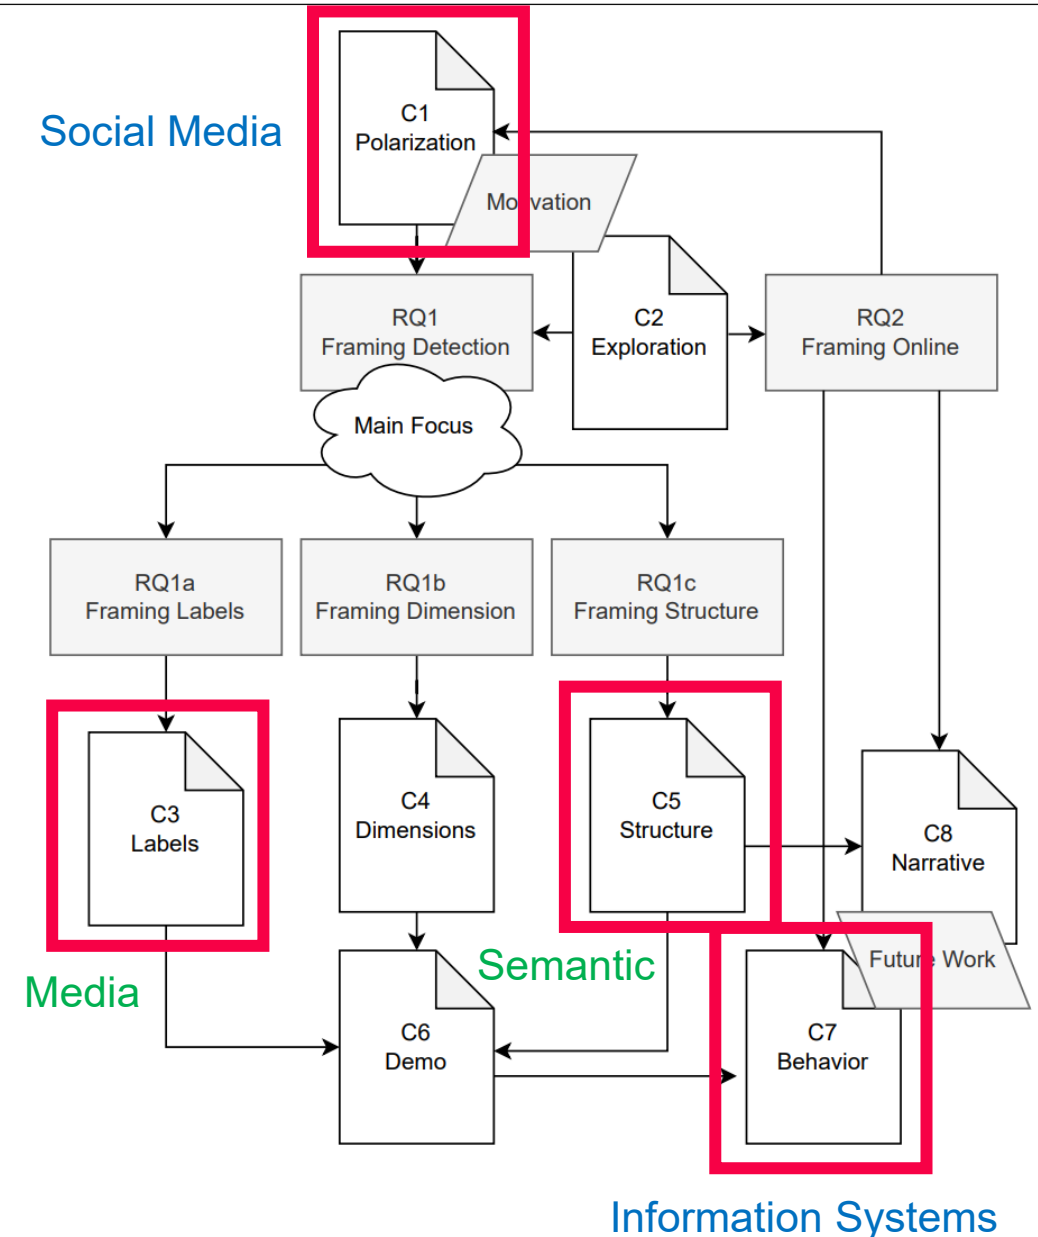 Social Media
C1
Polarization
Motivation
RQ1
Framing Detection
C2
Exploration
RQ2
Framing Online
Main Focus
RQ1a
Framing Labels
RQ1b
Framing Dimension
RQ1c
Framing Structure
C3
Labels
C4
Dimensions
C5
Structure
C8
Narrative
Media
Semantic
Future Work
C6
Demo
C7
Behavior
Information Systems